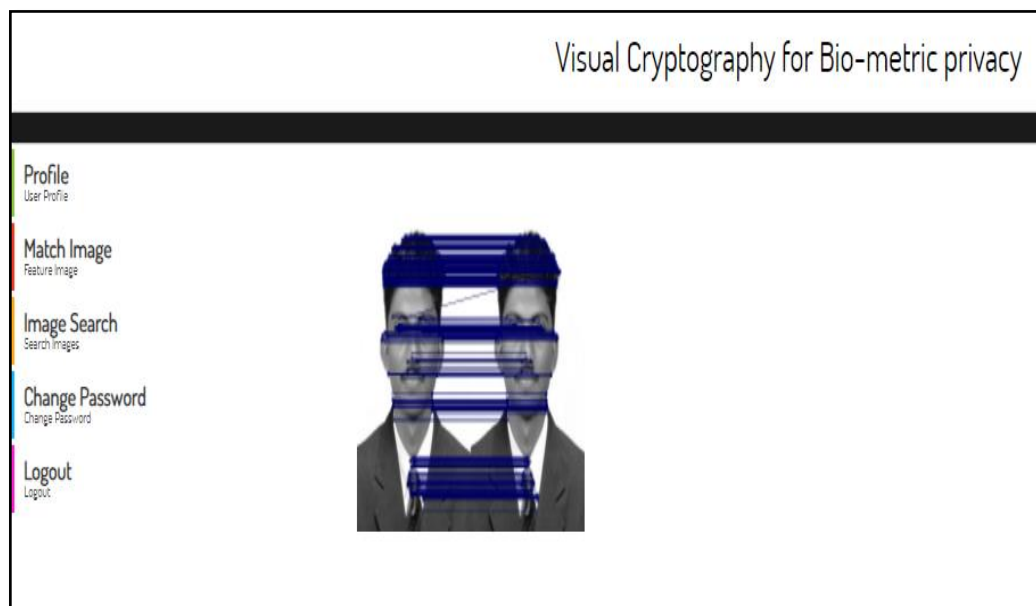 Visual Cryptography for Bio-metric privacy
Profile
User Profile
Match Image
Feature Image
Image Search
Search Images
Change Password
Change Password
Logout
Logout